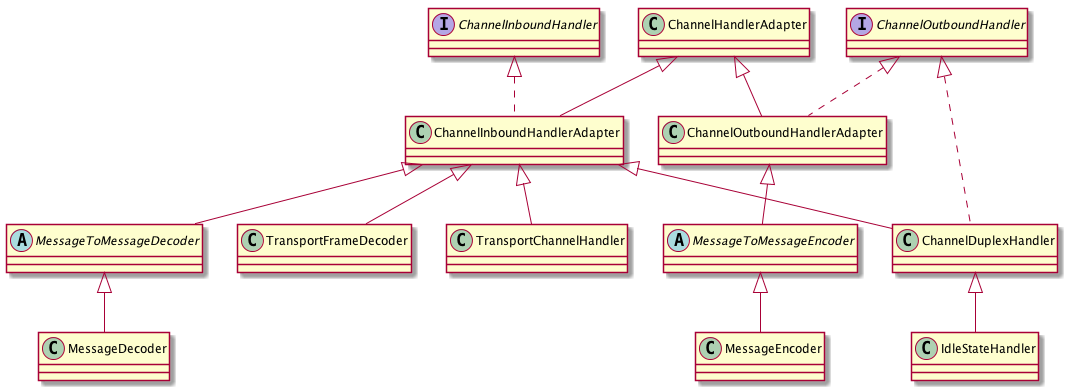 I ChannelInboundHandler
C ChannelHandlerAdapter
I ChannelOutboundHandler
C ChannelInboundHandlerAdapter
C ChannelOutboundHandlerAdapter
A MessageToMessageDecoder
C TransportFrameDecoder
C TransportChannelHandler
A MessageToMessageEncoder
C ChannelDuplexHandler
C MessageDecoder
C MessageEncoder
C IdleStateHandler